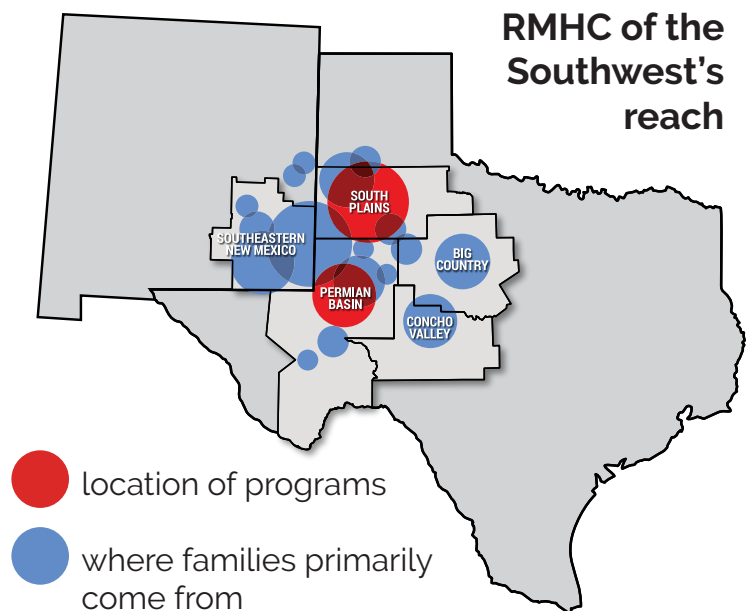 RMHC of the
Southwest's
reach
SOUTH
PLAINS
SOUTHEASTERN
NEW MEXICO
BIG
COUNTRY
PERMIAN
BASIN
CONCHO
VALLEY
location of programs
where families primarily
come from